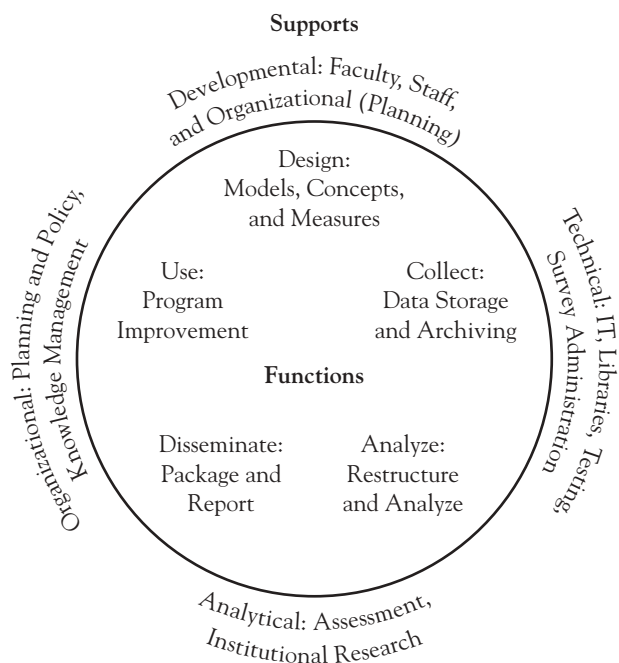 Supports
Developmental: Faculty, Staff,
and Organizational (Planning)
Design:
Models, Concepts,
and Measures
Organizational: Planning and Policy,
Knowledge Management
Use:
Program
Improvement
Collect:
Data Storage
and Archiving
Technical: IT, Libraries, Testing,
Survey Administration
Functions
Disseminate:
Package and
Report
Analyze:
Restructure
and Analyze
Analytical: Assessment,
Institutional Research